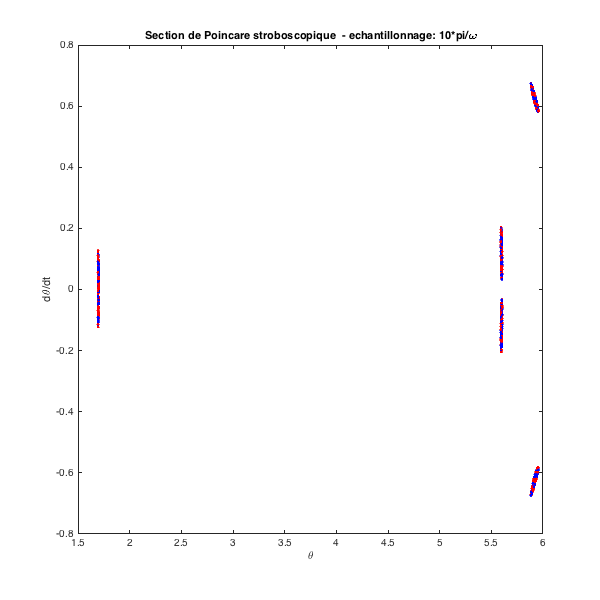 Section de Poincare stroboscopique - echantillonnage: 10*pi/ω
0.8
0.6
0.4
0.2
0
-0.2
-0.4
-0.6
-0.8
dθ/dt
1.5 2 2.5 3 3.5 4 4.5 5 5.5 6
θ